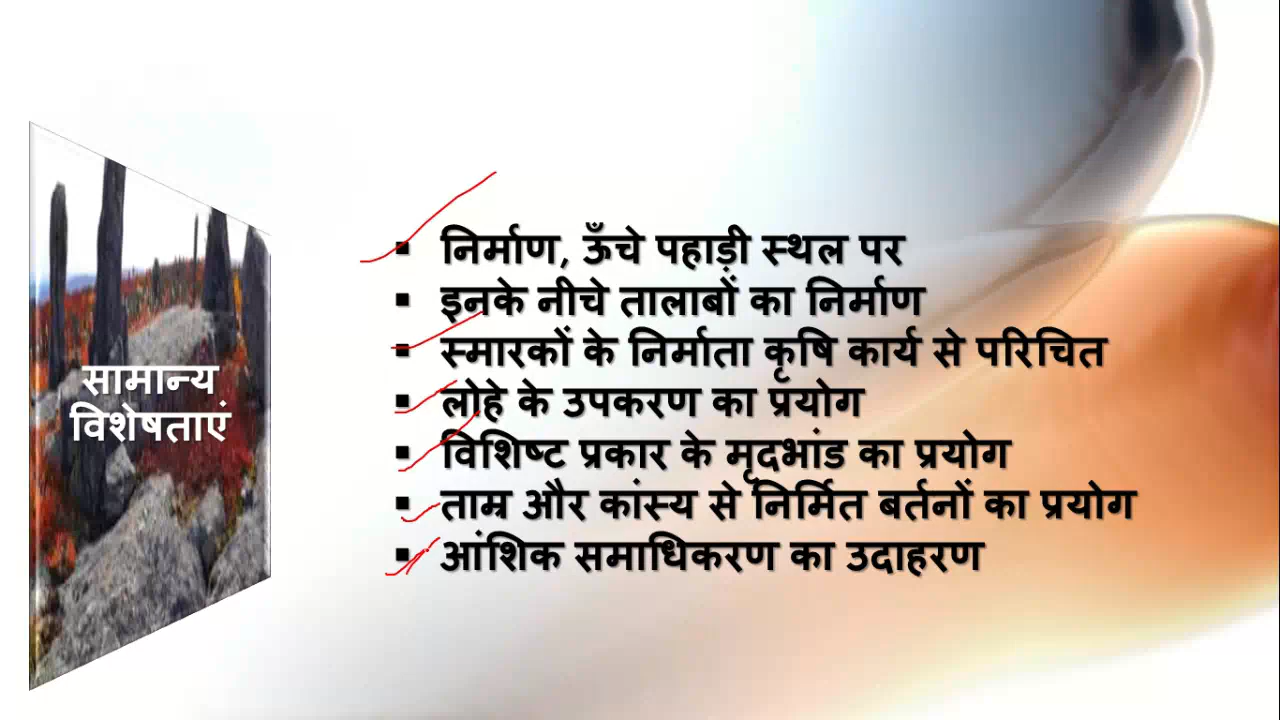 सामान्य
विशेषताएं
▪ निर्माण, ऊँचे पहाड़ी स्थल पर
▪ इनके नीचे तालाबों का निर्माण
▪ स्मारकों के निर्माता कृषि कार्य से परिचित
▪ लोहे के उपकरण का प्रयोग
▪ विशिष्ट प्रकार के मृदभांड का प्रयोग
▪ ताम्र और कांस्य से निर्मित बर्तनों का प्रयोग
▪ आंशिक समाधिकरण का उदाहरण